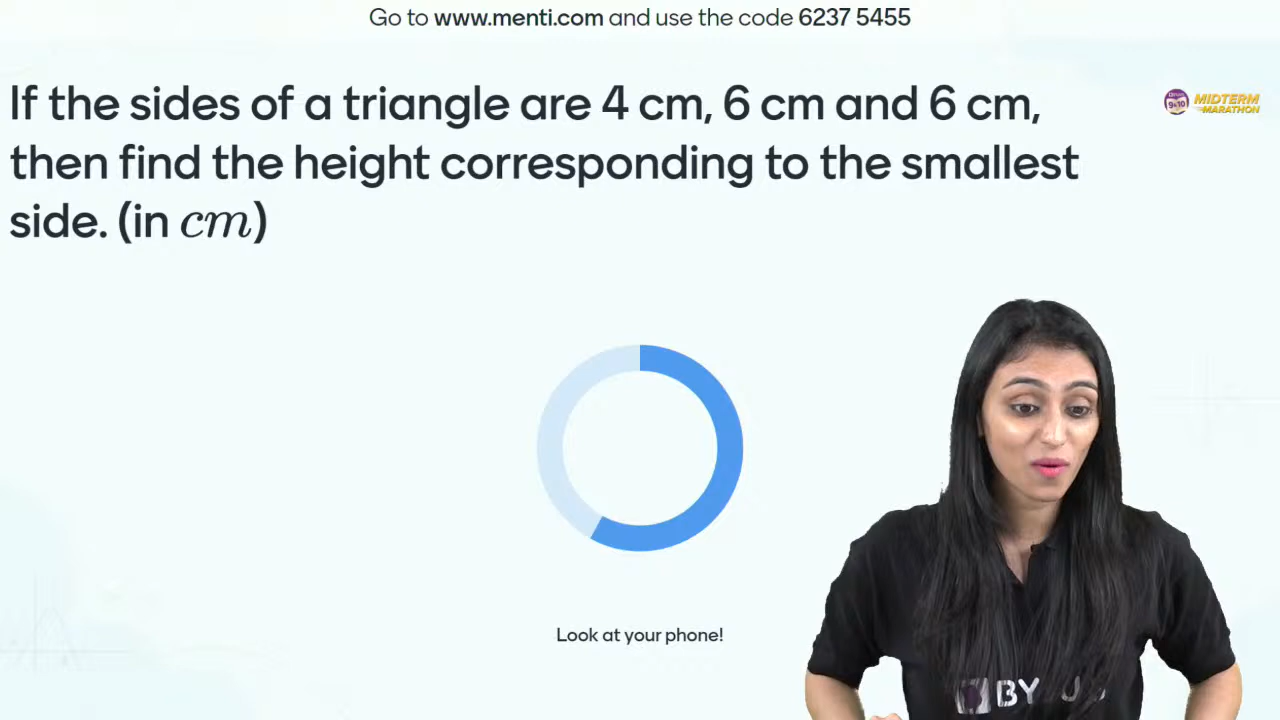 Go to www.menti.com and use the code 6237 5455
If the sides of a triangle are 4 cm, 6 cm and 6 cm,
then find the height corresponding to the smallest
side. (in cm)
MIDTERM
MARATHON
Look at your phone!
BY